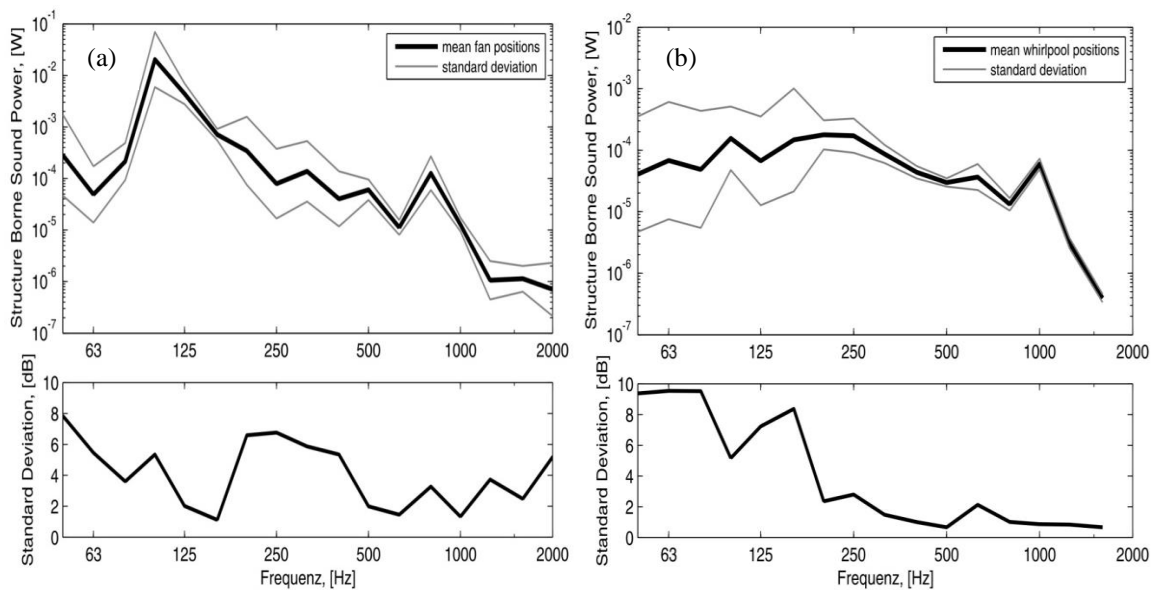 (a)
Structure Borne Sound Power, [W]
10^-1
10^-2
10^-3
10^-4
10^-5
10^-6
10^-7
mean fan positions
standard deviation
63 125 250 500 1000 2000
Standard Deviation, [dB]
10
8
6
4
2
0
63 125 250 500 1000 2000
Frequenz, [Hz]
(b)
Structure Borne Sound Power, [W]
10^-2
10^-3
10^-4
10^-5
10^-6
10^-7
mean whirlpool positions
standard deviation
63 125 250 500 1000 2000
Standard Deviation, [dB]
10
8
6
4
2
0
63 125 250 500 1000 2000
Frequenz, [Hz]